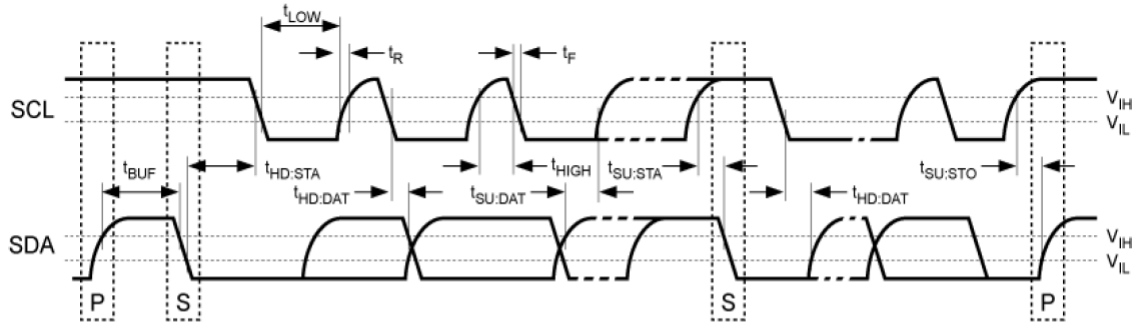 tLOW
tR
tF
SCL
VIH
VIL
tBUF
tHD:STA
tHIGH
tSU:STA
tSU:STO
tHD:DAT
tSU:DAT
tHD:DAT
SDA
VIH
VIL
P
S
S
P